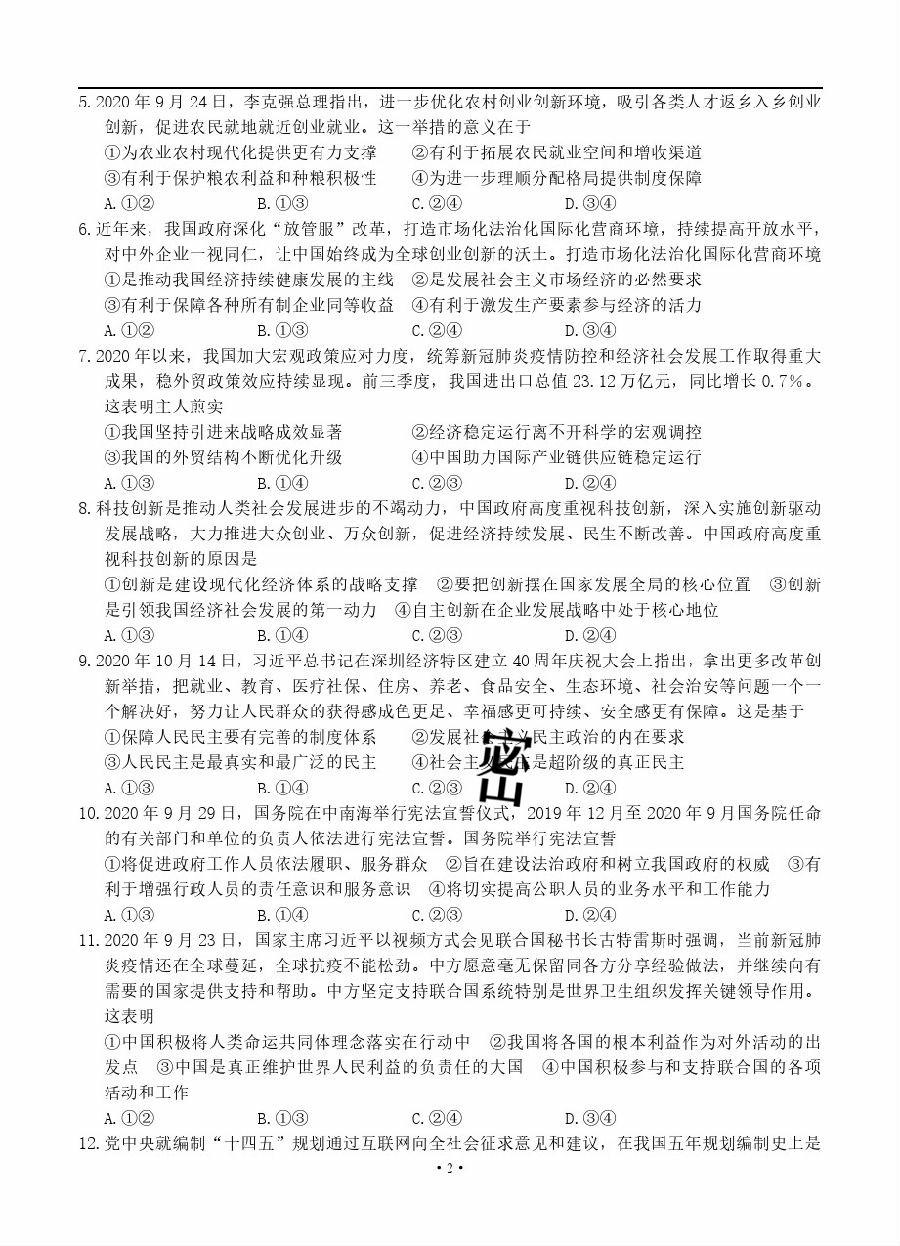 5. 2020 年 9 月 24 日，李克强总理指出，进一步优化农村创业创新环境，吸引各类人才返乡入乡创业
创新，促进农民就地就近创业就业。这一举措的意义在于
①为农业农村现代化提供更有力支撑 ②有利于拓展农民就业空间和增收渠道
③有利于保护粮农利益和种粮积极性 ④为进一步理顺分配格局提供制度保障
A. ①② B. ①③ C. ②④ D. ③④
6. 近年来，我国政府深化“放管服”改革，打造市场化法治化国际化营商环境，持续提高开放水平，
对中外企业一视同仁，让中国始终成为全球创业创新的沃土。打造市场化法治化国际化营商环境
①是推动我国经济持续健康发展的主线 ②是发展社会主义市场经济的必然要求
③有利于保障各种所有制企业同等收益 ④有利于激发生产要素参与经济的活力
A. ①② B. ①③ C. ②④ D. ③④
7. 2020 年以来，我国加大宏观政策应对力度，统筹新冠肺炎疫情防控和经济社会发展工作取得重大
成果，稳外贸政策效应持续显现。前三季度，我国进出口总值 23.12 万亿元，同比增长 0.7%。
这表明主人煎实
①我国坚持引进来战略成效显著 ②经济稳定运行离不开科学的宏观调控
③我国的外贸结构不断优化升级 ④中国助力国际产业链供应链稳定运行
A. ①③ B. ①④ C. ②③ D. ②④
8. 科技创新是推动人类社会发展进步的不竭动力，中国政府高度重视科技创新，深入实施创新驱动
发展战略，大力推进大众创业、万众创新，促进经济持续发展、民生不断改善。中国政府高度重
视科技创新的原因是
①创新是建设现代化经济体系的战略支撑 ②要把创新摆在国家发展全局的核心位置 ③创新
是引领我国经济社会发展的第一动力 ④自主创新在企业发展战略中处于核心地位
A. ①③ B. ①④ C. ②③ D. ②④
9. 2020 年 10 月 14 日，习近平总书记在深圳经济特区建立 40 周年庆祝大会上指出，拿出更多改革创
新举措，把就业、教育、医疗社保、住房、养老、食品安全、生态环境、社会治安等问题一个一
个解决好，努力让人民群众的获得感成色更足、幸福感更可持续、安全感更有保障。这是基于
①保障人民民主要有完善的制度体系 ②发展社会主义民主政治的内在要求
③人民民主是最真实和最广泛的民主 ④社会主义民主是超阶级的真正民主
A. ①③ B. ①④ C. ②③ D. ②④
密
10. 2020 年 9 月 29 日，国务院在中南海举行宪法宣誓仪式，2019 年 12 月至 2020 年 9 月国务院任命
的有关部门和单位的负责人依法进行宪法宣誓。国务院举行宪法宣誓
①将促进政府工作人员依法履职、服务群众 ②旨在建设法治政府和树立我国政府的权威 ③有
利于增强行政人员的责任意识和服务意识 ④将切实提高公职人员的业务水平和工作能力
A. ①③ B. ①④ C. ②③ D. ②④
11. 2020 年 9 月 23 日，国家主席习近平以视频方式会见联合国秘书长古特雷斯时强调，当前新冠肺
炎疫情还在全球蔓延，全球抗疫不能松劲。中方愿意毫无保留同各方分享经验做法，并继续向有
需要的国家提供支持和帮助。中方坚定支持联合国系统特别是世界卫生组织发挥关键领导作用。
这表明
①中国积极将人类命运共同体理念落实在行动中 ②我国将各国的根本利益作为对外活动的出
发点 ③中国是真正维护世界人民利益的负责任的大国 ④中国积极参与和支持联合国的各项
活动和工作
A. ①② B. ①③ C. ②④ D. ③④
12. 党中央就编制“十四五”规划通过互联网向全社会征求意见和建议，在我国五年规划编制史上是
• 2 •